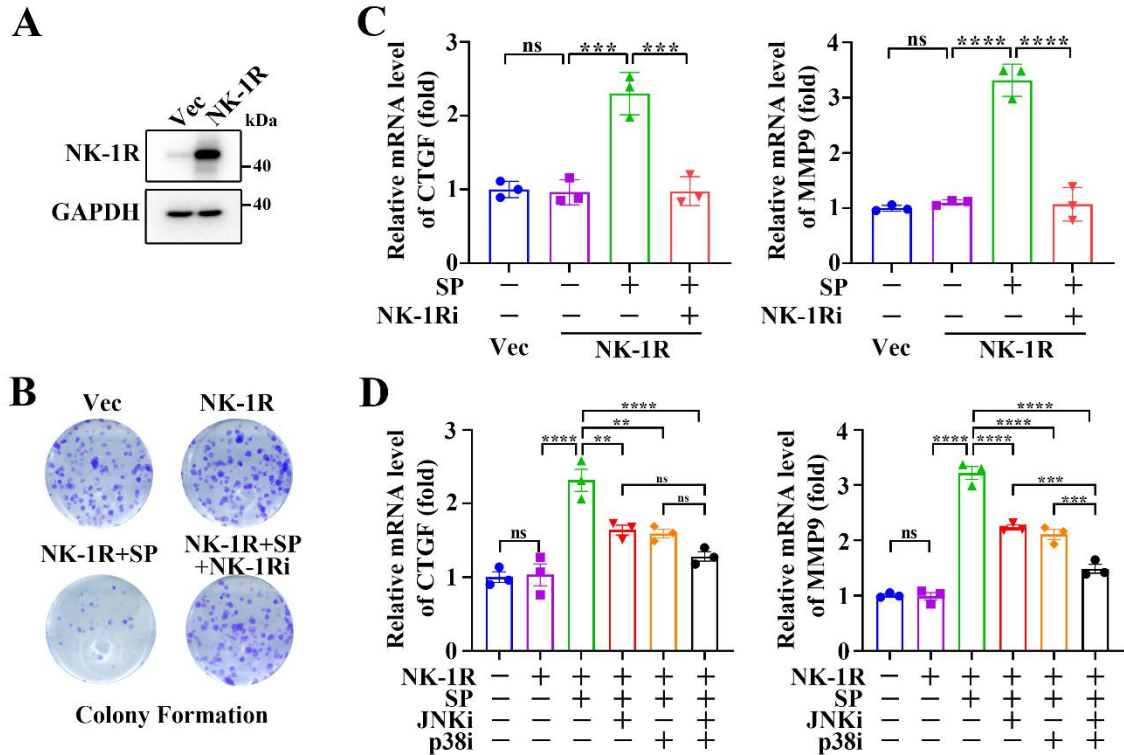 A
Vec
NK-1R
kDa
NK-1R
40
GAPDH
40
B
Vec
NK-1R
NK-1R+SP
NK-1R+SP
+NK-1Ri
Colony Formation
C
Relative mRNA level
of CTGF (fold)
3
2
1
0
ns
***
***
SP
− − + +
NK-1Ri
− − − +
Vec
NK-1R
Relative mRNA level
of MMP9 (fold)
4
3
2
1
0
ns
****
****
SP
− − + +
NK-1Ri
− − − +
Vec
NK-1R
D
Relative mRNA level
of CTGF (fold)
3
2
1
0
****
**
****
**
ns
ns
ns
NK-1R
− + + + + +
SP
− − + + + +
JNKi
− − − + − +
p38i
− − − − + +
Relative mRNA level
of MMP9 (fold)
5
4
3
2
1
0
****
****
****
****
***
***
ns
NK-1R
− + + + + +
SP
− − + + + +
JNKi
− − − + − +
p38i
− − − − + +